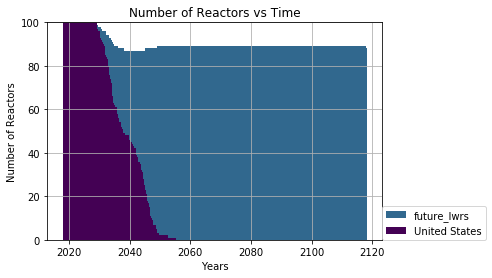 Number of Reactors vs Time
100
80
60
40
20
0
Number of Reactors
2020 2040 2060 2080 2100 2120
Years
future_lwrs
United States